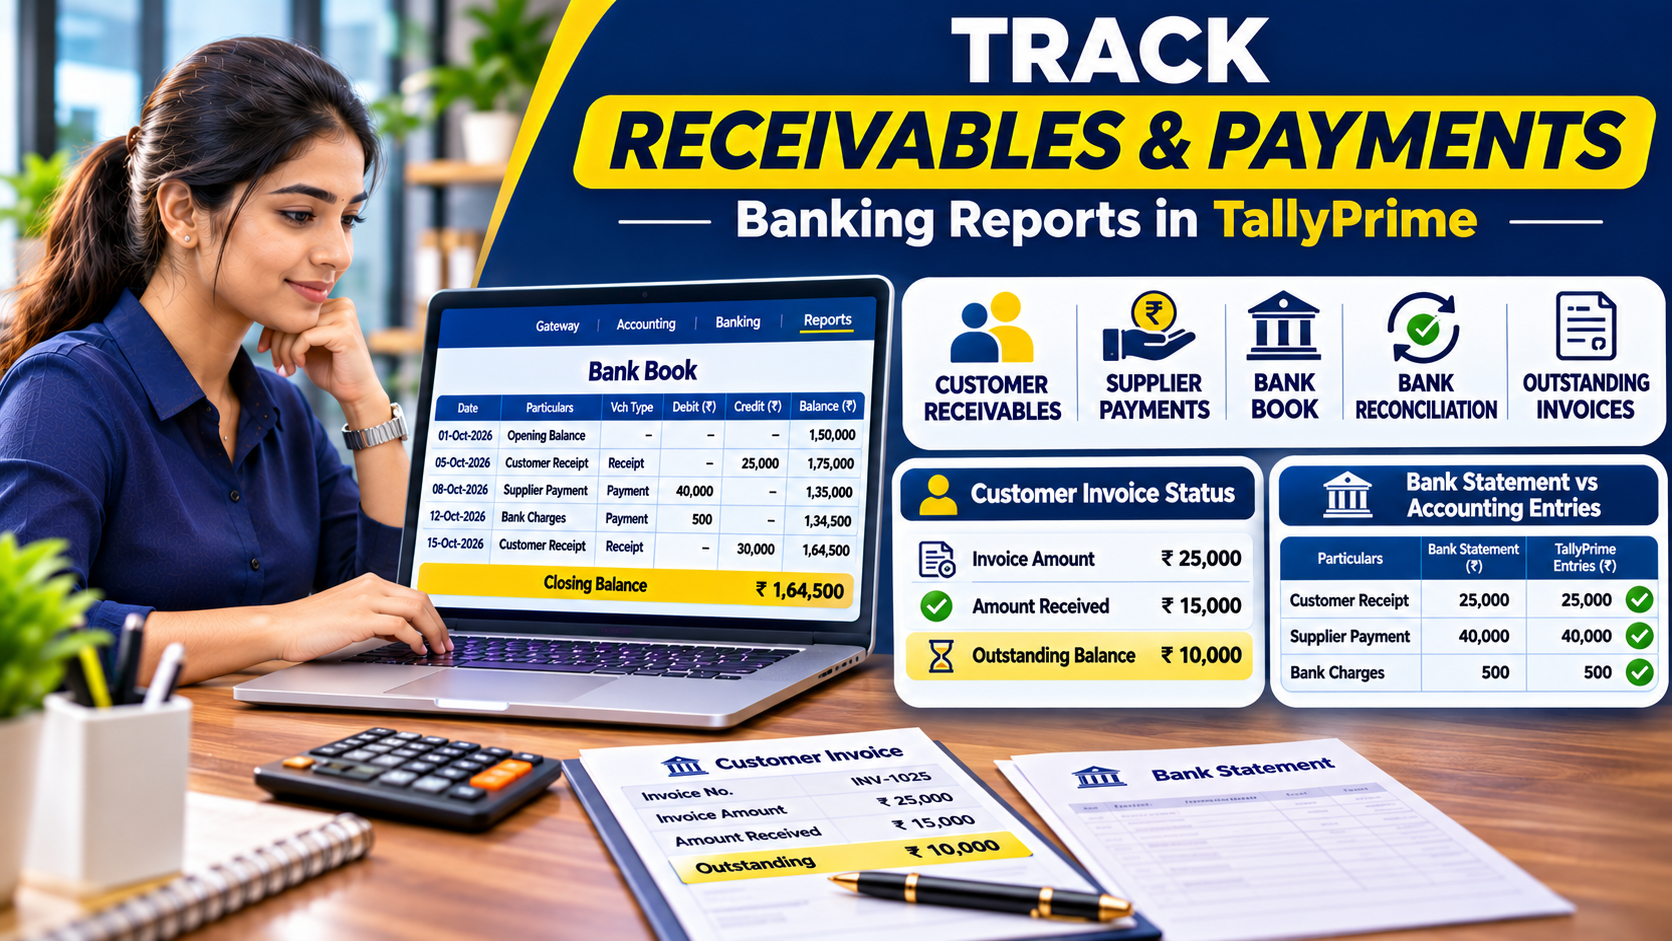 TRACK
RECEIVABLES & PAYMENTS
Banking Reports in TallyPrime
Gateway | Accounting | Banking | Reports
Bank Book
Date Particulars Vch Type Debit (₹) Credit (₹) Balance (₹)
01-Oct-2026 Opening Balance – – – 1,50,000
05-Oct-2026 Customer Receipt Receipt – 25,000 1,75,000
08-Oct-2026 Supplier Payment Payment 40,000 – 1,35,000
12-Oct-2026 Bank Charges Payment 500 – 1,34,500
15-Oct-2026 Customer Receipt Receipt – 30,000 1,64,500
Closing Balance ₹ 1,64,500
CUSTOMER
RECEIVABLES
SUPPLIER
PAYMENTS
BANK
BOOK
BANK
RECONCILIATION
OUTSTANDING
INVOICES
Customer Invoice Status
Invoice Amount ₹ 25,000
Amount Received ₹ 15,000
Outstanding Balance ₹ 10,000
Bank Statement vs
Accounting Entries
Particulars Bank Statement (₹) TallyPrime Entries (₹)
Customer Receipt 25,000 25,000
Supplier Payment 40,000 40,000
Bank Charges 500 500
Customer Invoice
Invoice No. INV-1025
Invoice Amount ₹ 25,000
Amount Received ₹ 15,000
Outstanding ₹ 10,000
Bank Statement